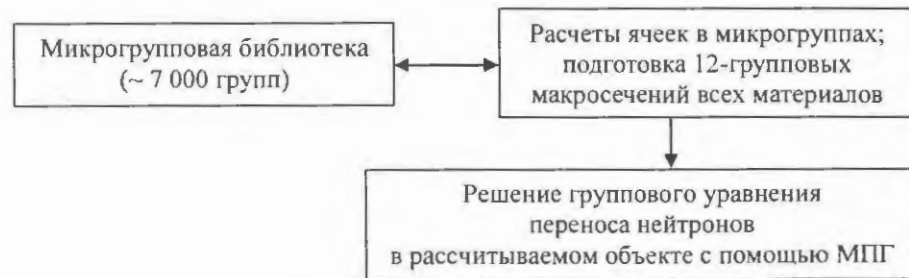 Микрогрупповая библиотека
(~ 7 000 групп)
Расчеты ячеек в микрогруппах;
подготовка 12-групповых
макросечений всех материалов
Решение группового уравнения
переноса нейтронов
в рассчитываемом объекте с помощью МПГ